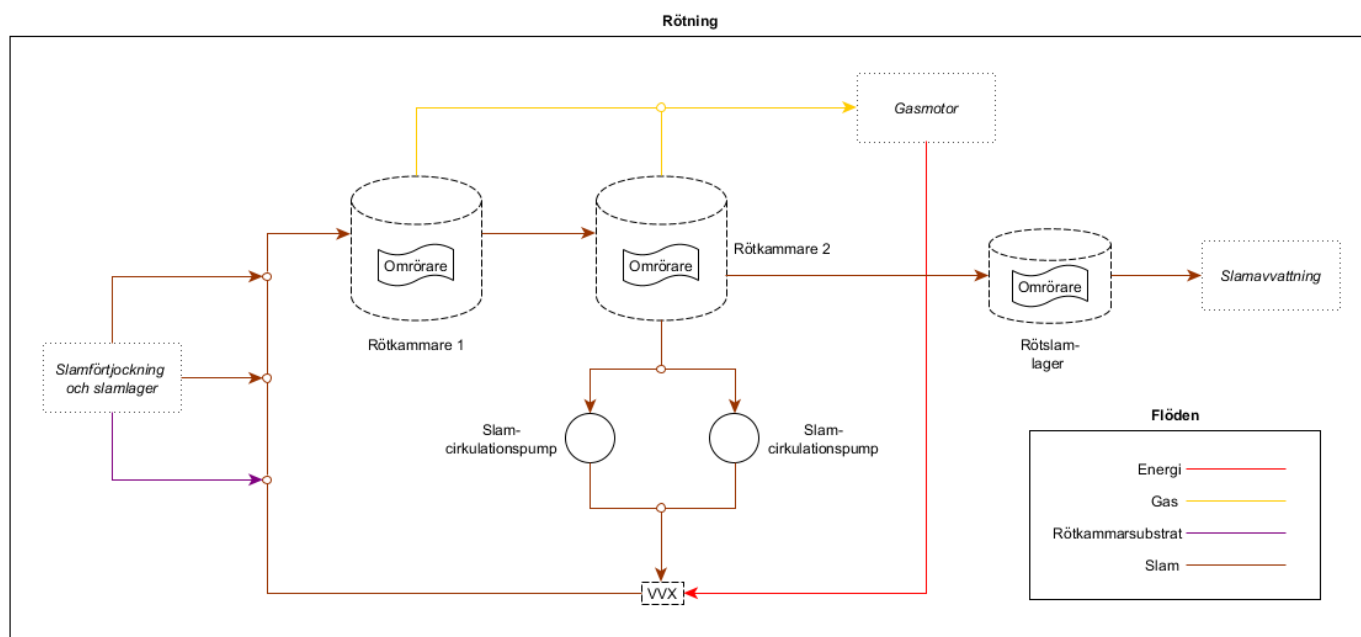 Rötning
Gasmotor
Omrörare
Omrörare
Rötkammare 2
Omrörare
Slamavvattning
Rötkammare 1
Rötslam-
lager
Slamförtjockning
och slamlager
Slam-
cirkulationspump
Slam-
cirkulationspump
VVX
Flöden
Energi
Gas
Rötkammarsubstrat
Slam